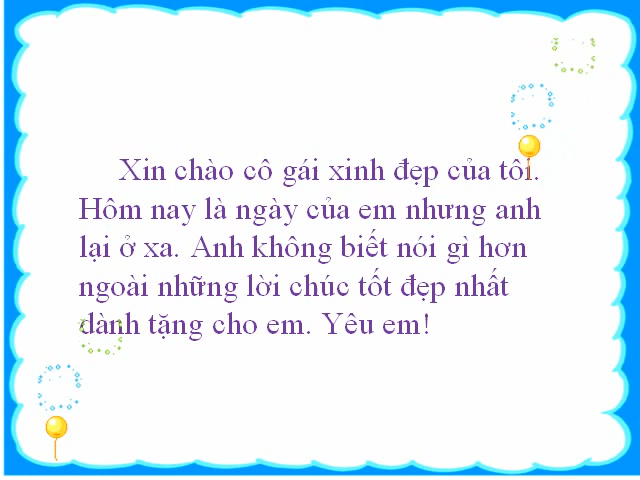 Xin chào cô gái xinh đẹp của tôi.
Hôm nay là ngày của em nhưng anh
lại ở xa. Anh không biết nói gì hơn
ngoài những lời chúc tốt đẹp nhất
dành tặng cho em. Yêu em!